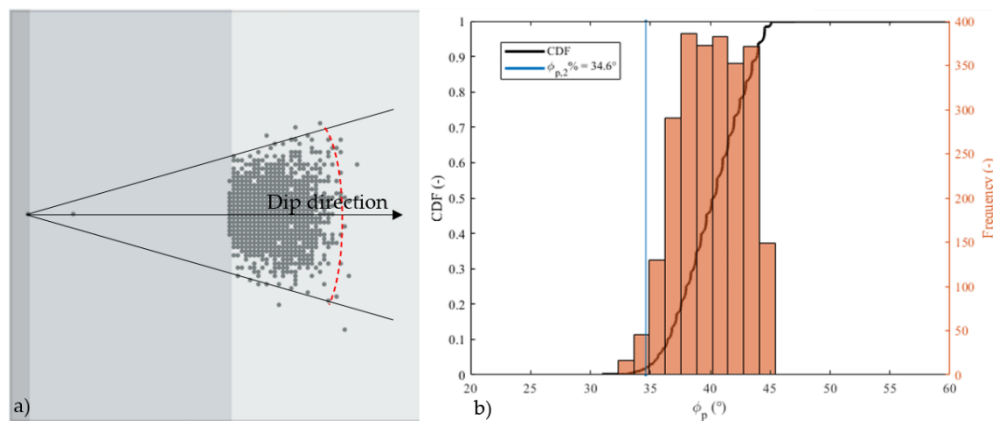 Dip direction
a)
CDF
ϕp,2% = 34.6°
1
0.9
0.8
0.7
0.6
0.5
0.4
0.3
0.2
0.1
0
CDF (-)
400
350
300
250
200
150
100
50
0
Frequency (-)
20 25 30 35 40 45 50 55 60
ϕp (°)
b)